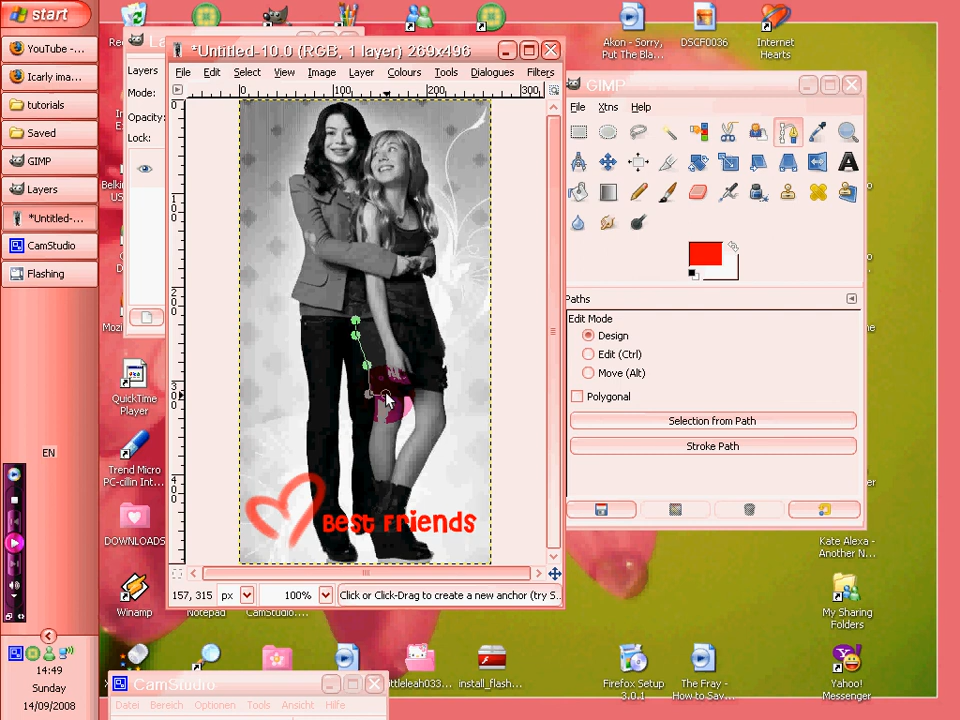 start
YouTube -...
Icarly ima...
tutorials
Saved
GIMP
Layers
*Untitled-...
CamStudio
Flashing
EN
14:49
Sunday
14/09/2008
Layers
Mode:
Opacity:
Lock:
QuickTime
Player
Trend Micro
PC-cillin Int...
DOWNLOADS
Winamp
Notepad
CamStudio....
*Untitled-10.0 (RGB, 1 layer) 269x496
File Edit Select View Image Layer Colours Tools Dialogues Filters
0 100 200 300
0
100
200
300
400
Best Friends
157, 315 px 100% Click or Click-Drag to create a new anchor (try S...
Akon - Sorry,
Put The Bla...
DSCF0036
Internet
Hearts
GIMP
File Xtns Help
Paths
Edit Mode
Design
Edit (Ctrl)
Move (Alt)
Polygonal
Selection from Path
Stroke Path
Kate Alexa -
Another N...
My Sharing
Folders
CamStudio
Datei Bereich Optionen Tools Ansicht Hilfe
install_flash...
Firefox Setup
3.0.1
The Fray -
How to Sav...
Yahoo!
Messenger